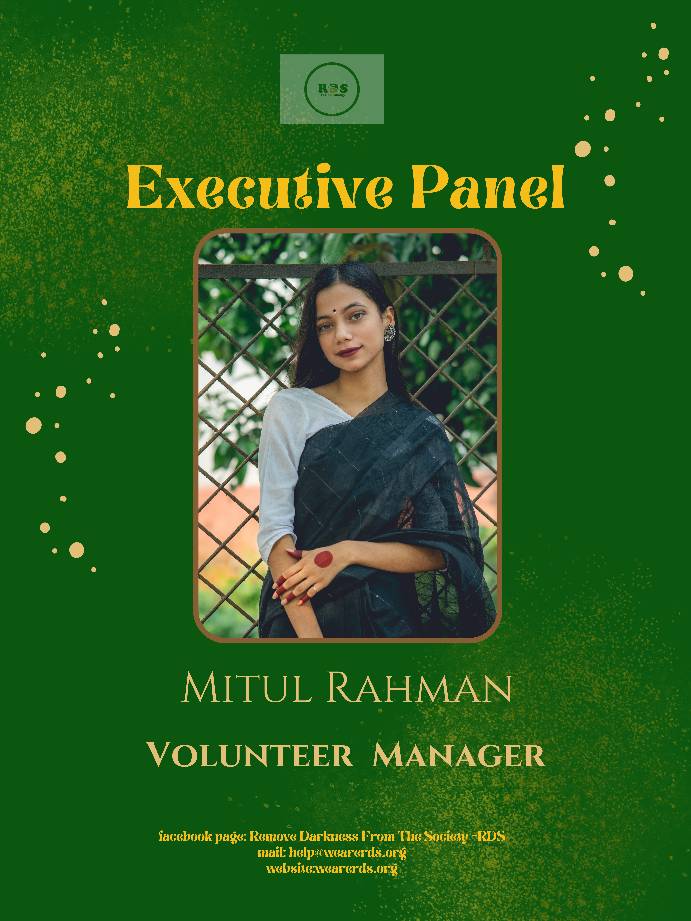 RDS
Executive Panel
Mitul Rahman
Volunteer Manager
facebook page: Remove Darkness From The Society -RDS
mail: help@wearerds.org
website:wearerds.org